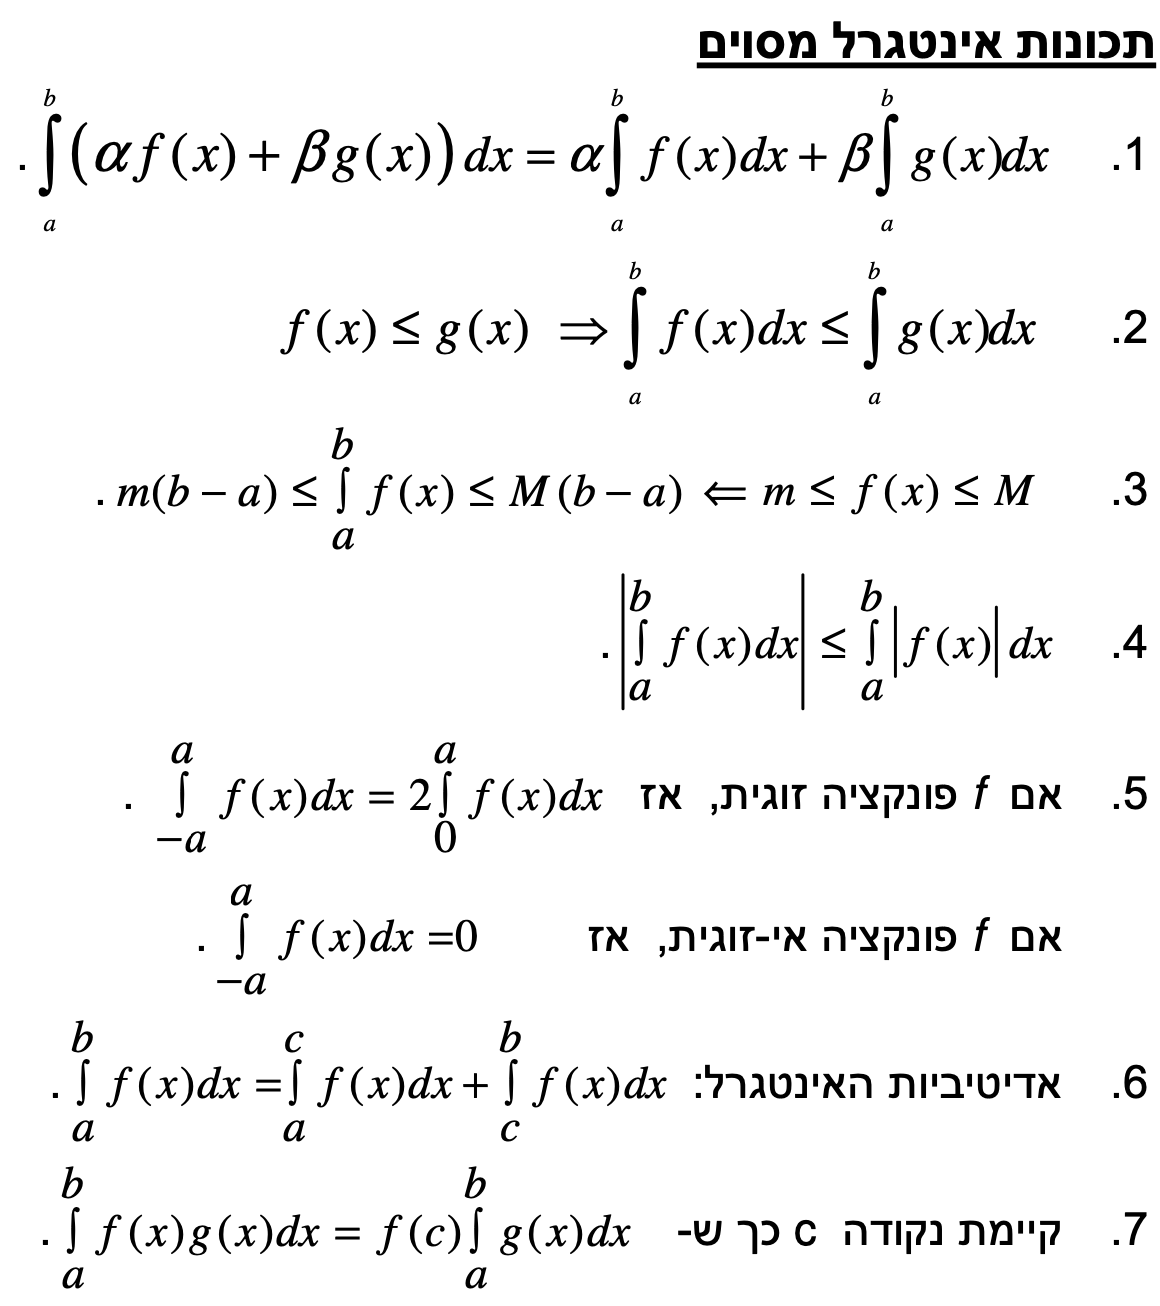 תכונות אינטגרל מסוים
1. $\int_a^b (\alpha f(x) + \beta g(x)) dx = \alpha \int_a^b f(x)dx + \beta \int_a^b g(x)dx$.
2. $f(x) \le g(x) \Rightarrow \int_a^b f(x)dx \le \int_a^b g(x)dx$
3. $m(b-a) \le \int_a^b f(x) \le M(b-a) \Leftarrow m \le f(x) \le M$.
4. $\left| \int_a^b f(x)dx \right| \le \int_a^b |f(x)| dx$.
5. אם f פונקציה זוגית, אז $\int_{-a}^a f(x)dx = 2\int_0^a f(x)dx$.
אם f פונקציה אי-זוגית, אז $\int_{-a}^a f(x)dx = 0$.
6. אדיטיביות האינטגרל: $\int_a^b f(x)dx = \int_a^c f(x)dx + \int_c^b f(x)dx$.
7. קיימת נקודה c כך ש- $\int_a^b f(x)g(x)dx = f(c)\int_a^b g(x)dx$.